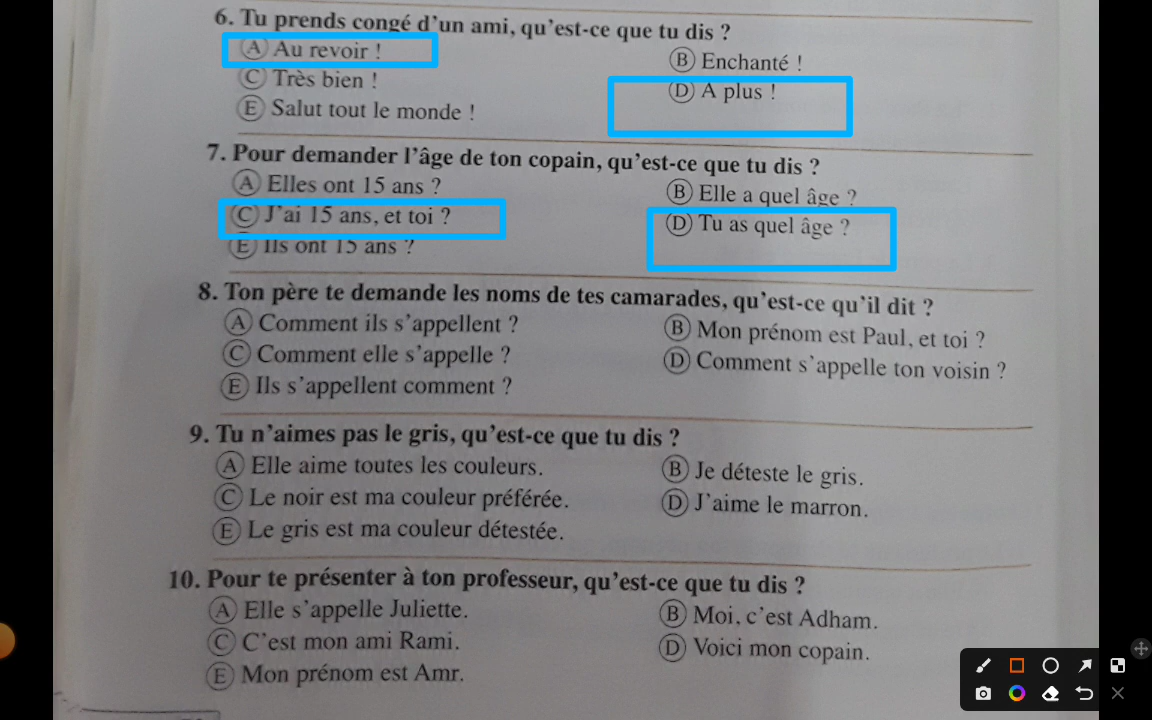 6. Tu prends congé d'un ami, qu'est-ce que tu dis ?
Ⓐ Au revoir !
Ⓑ Enchanté !
Ⓒ Très bien !
Ⓓ A plus !
Ⓔ Salut tout le monde !
7. Pour demander l'âge de ton copain, qu'est-ce que tu dis ?
Ⓐ Elles ont 15 ans ?
Ⓑ Elle a quel âge ?
Ⓒ J'ai 15 ans, et toi ?
Ⓓ Tu as quel âge ?
Ⓔ Ils ont 15 ans ?
8. Ton père te demande les noms de tes camarades, qu'est-ce qu'il dit ?
Ⓐ Comment ils s'appellent ?
Ⓑ Mon prénom est Paul, et toi ?
Ⓒ Comment elle s'appelle ?
Ⓓ Comment s'appelle ton voisin ?
Ⓔ Ils s'appellent comment ?
9. Tu n'aimes pas le gris, qu'est-ce que tu dis ?
Ⓐ Elle aime toutes les couleurs.
Ⓑ Je déteste le gris.
Ⓒ Le noir est ma couleur préférée.
Ⓓ J'aime le marron.
Ⓔ Le gris est ma couleur détestée.
10. Pour te présenter à ton professeur, qu'est-ce que tu dis ?
Ⓐ Elle s'appelle Juliette.
Ⓑ Moi, c'est Adham.
Ⓒ C'est mon ami Rami.
Ⓓ Voici mon copain.
Ⓔ Mon prénom est Amr.